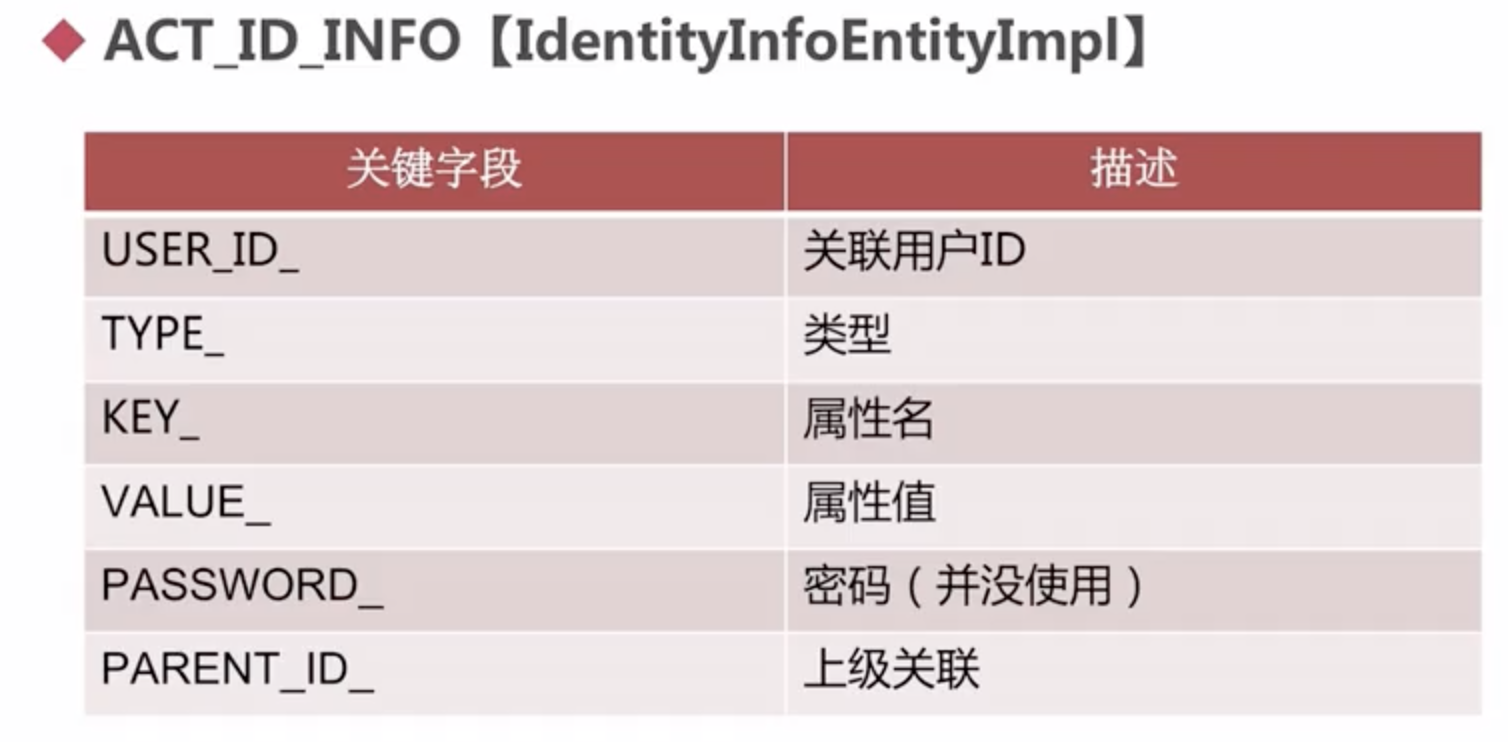 ACT_ID_INFO【IdentityInfoEntityImpl】
关键字段 描述
USER_ID_ 关联用户ID
TYPE_ 类型
KEY_ 属性名
VALUE_ 属性值
PASSWORD_ 密码（并没使用）
PARENT_ID_ 上级关联